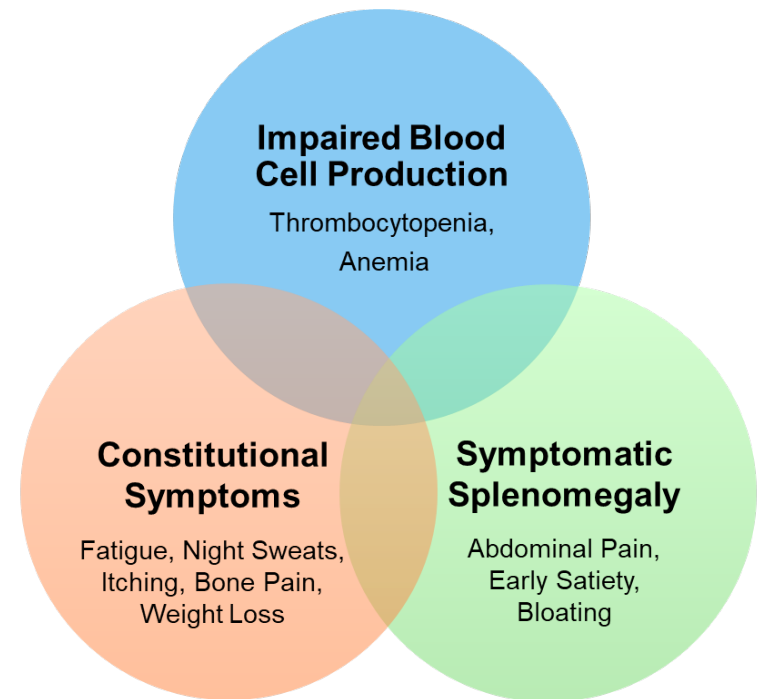 Impaired Blood
Cell Production
Thrombocytopenia,
Anemia
Constitutional
Symptoms
Fatigue, Night Sweats,
Itching, Bone Pain,
Weight Loss
Symptomatic
Splenomegaly
Abdominal Pain,
Early Satiety,
Bloating